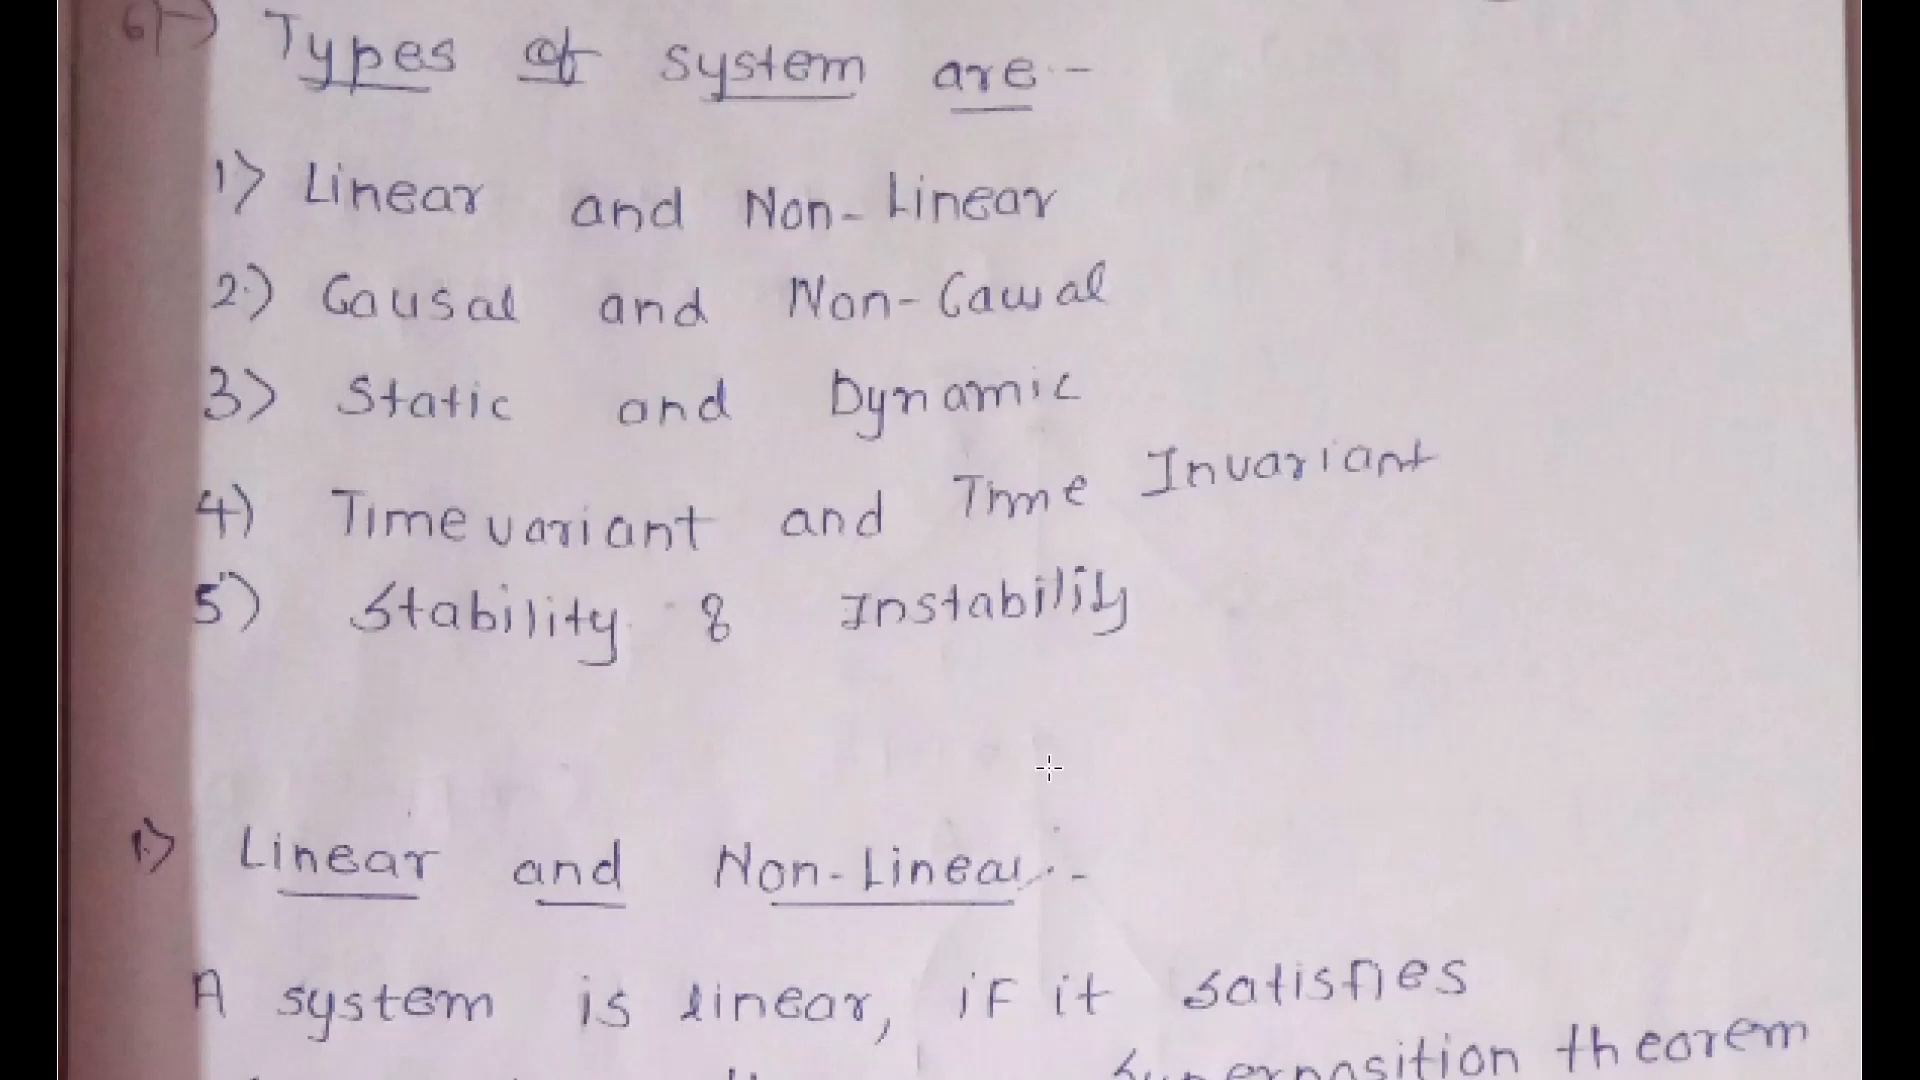 6) Types of system are:-
1) Linear and Non-Linear
2.) Causal and Non-Causal
3) Static and Dynamic
4) Time variant and Time Invariant
5) Stability & Instability
1.) Linear and Non-Linear:-
A system is linear, if it satisfies
superposition theorem